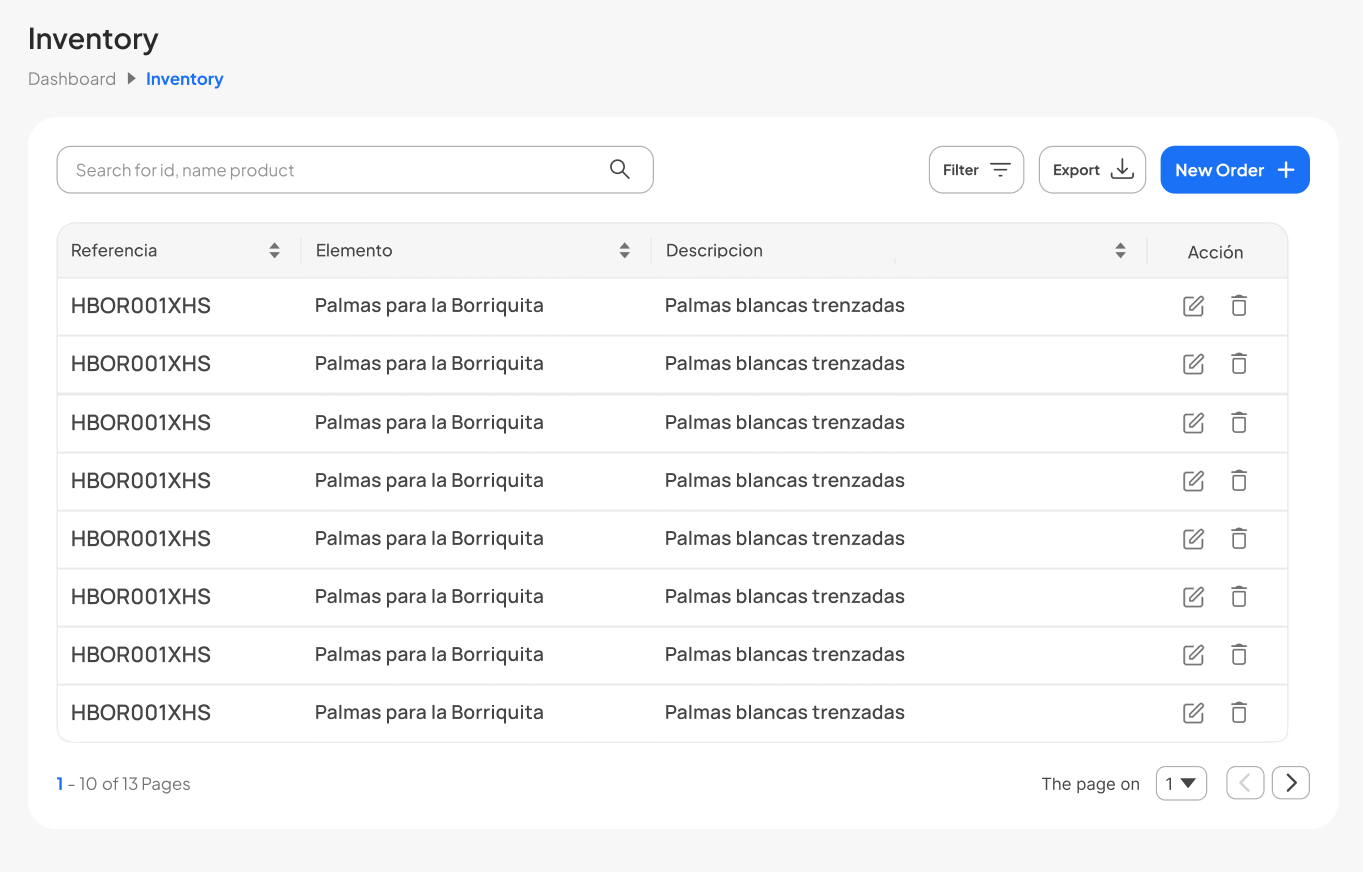 Inventory
Dashboard Inventory
Search for id, name product Filter Export New Order
Referencia Elemento Descripcion Acción
HBOR001XHS Palmas para la Borriquita Palmas blancas trenzadas
HBOR001XHS Palmas para la Borriquita Palmas blancas trenzadas
HBOR001XHS Palmas para la Borriquita Palmas blancas trenzadas
HBOR001XHS Palmas para la Borriquita Palmas blancas trenzadas
HBOR001XHS Palmas para la Borriquita Palmas blancas trenzadas
HBOR001XHS Palmas para la Borriquita Palmas blancas trenzadas
HBOR001XHS Palmas para la Borriquita Palmas blancas trenzadas
HBOR001XHS Palmas para la Borriquita Palmas blancas trenzadas
1 - 10 of 13 Pages The page on 1